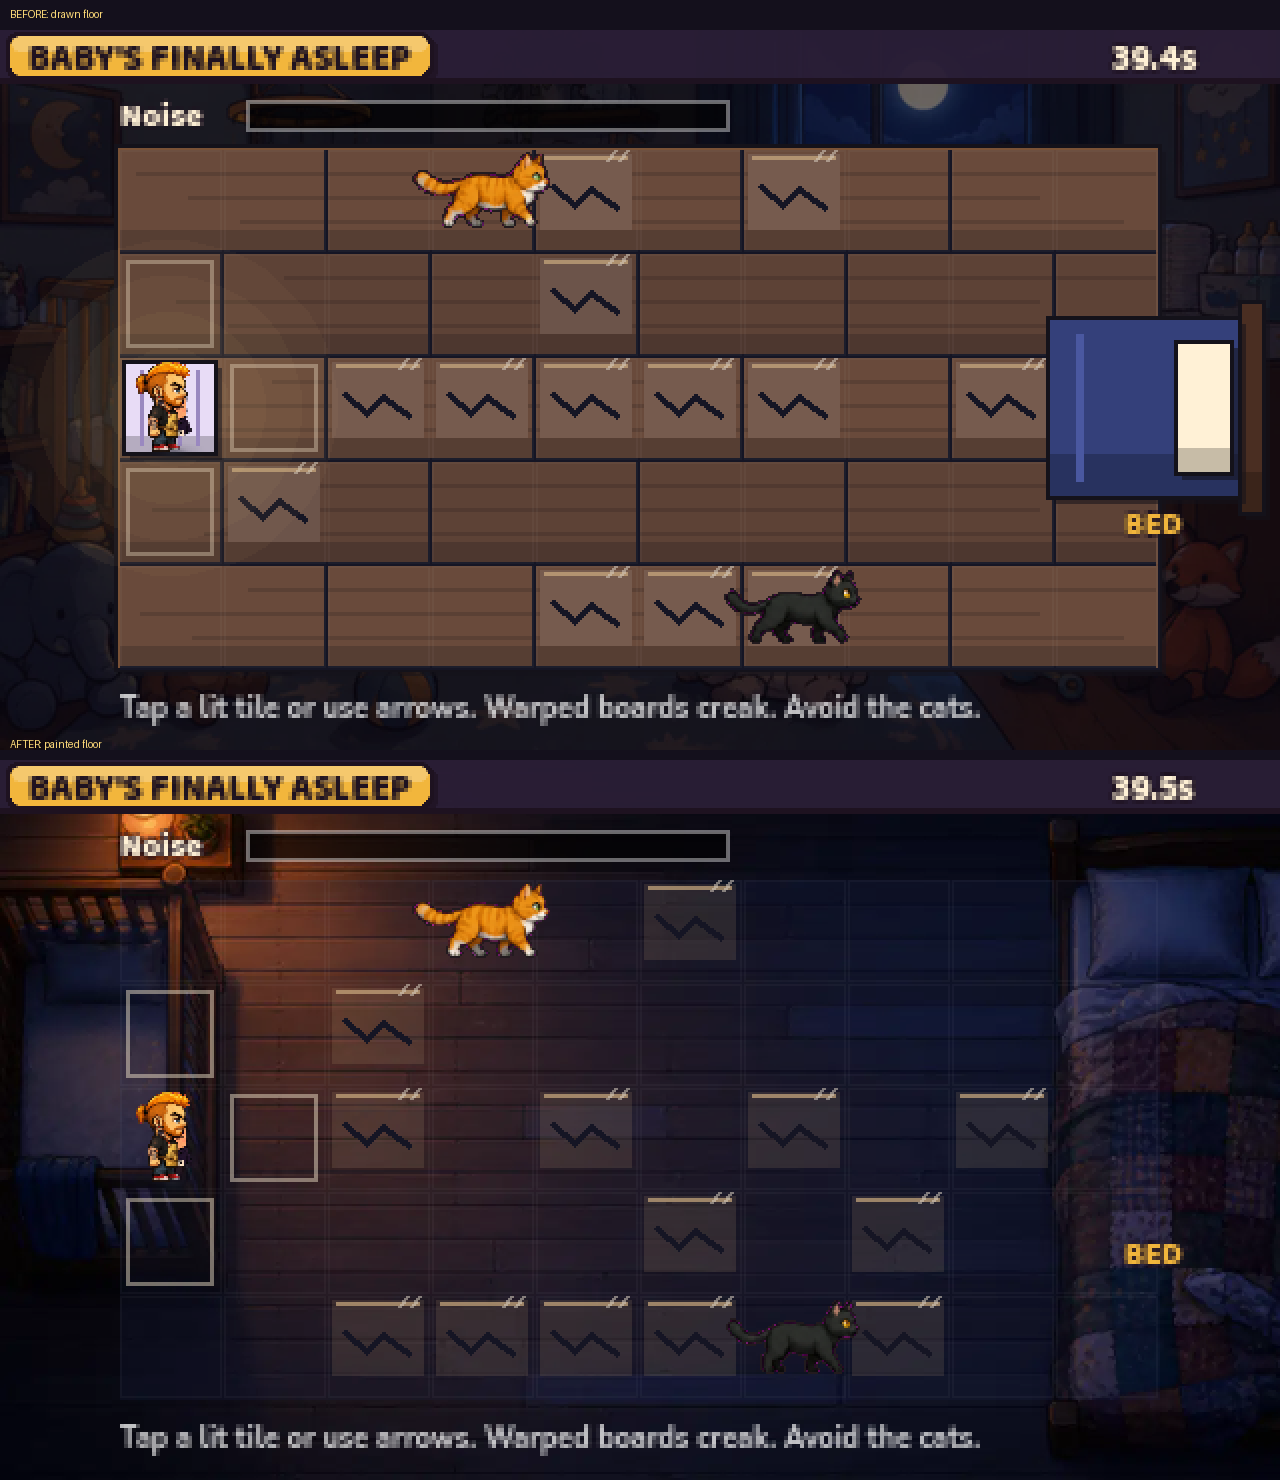 BEFORE: drawn floor
BABY'S FINALLY ASLEEP
39.4s
Noise
BED
Tap a lit tile or use arrows. Warped boards creak. Avoid the cats.
AFTER: painted floor
BABY'S FINALLY ASLEEP
39.5s
Noise
BED
Tap a lit tile or use arrows. Warped boards creak. Avoid the cats.